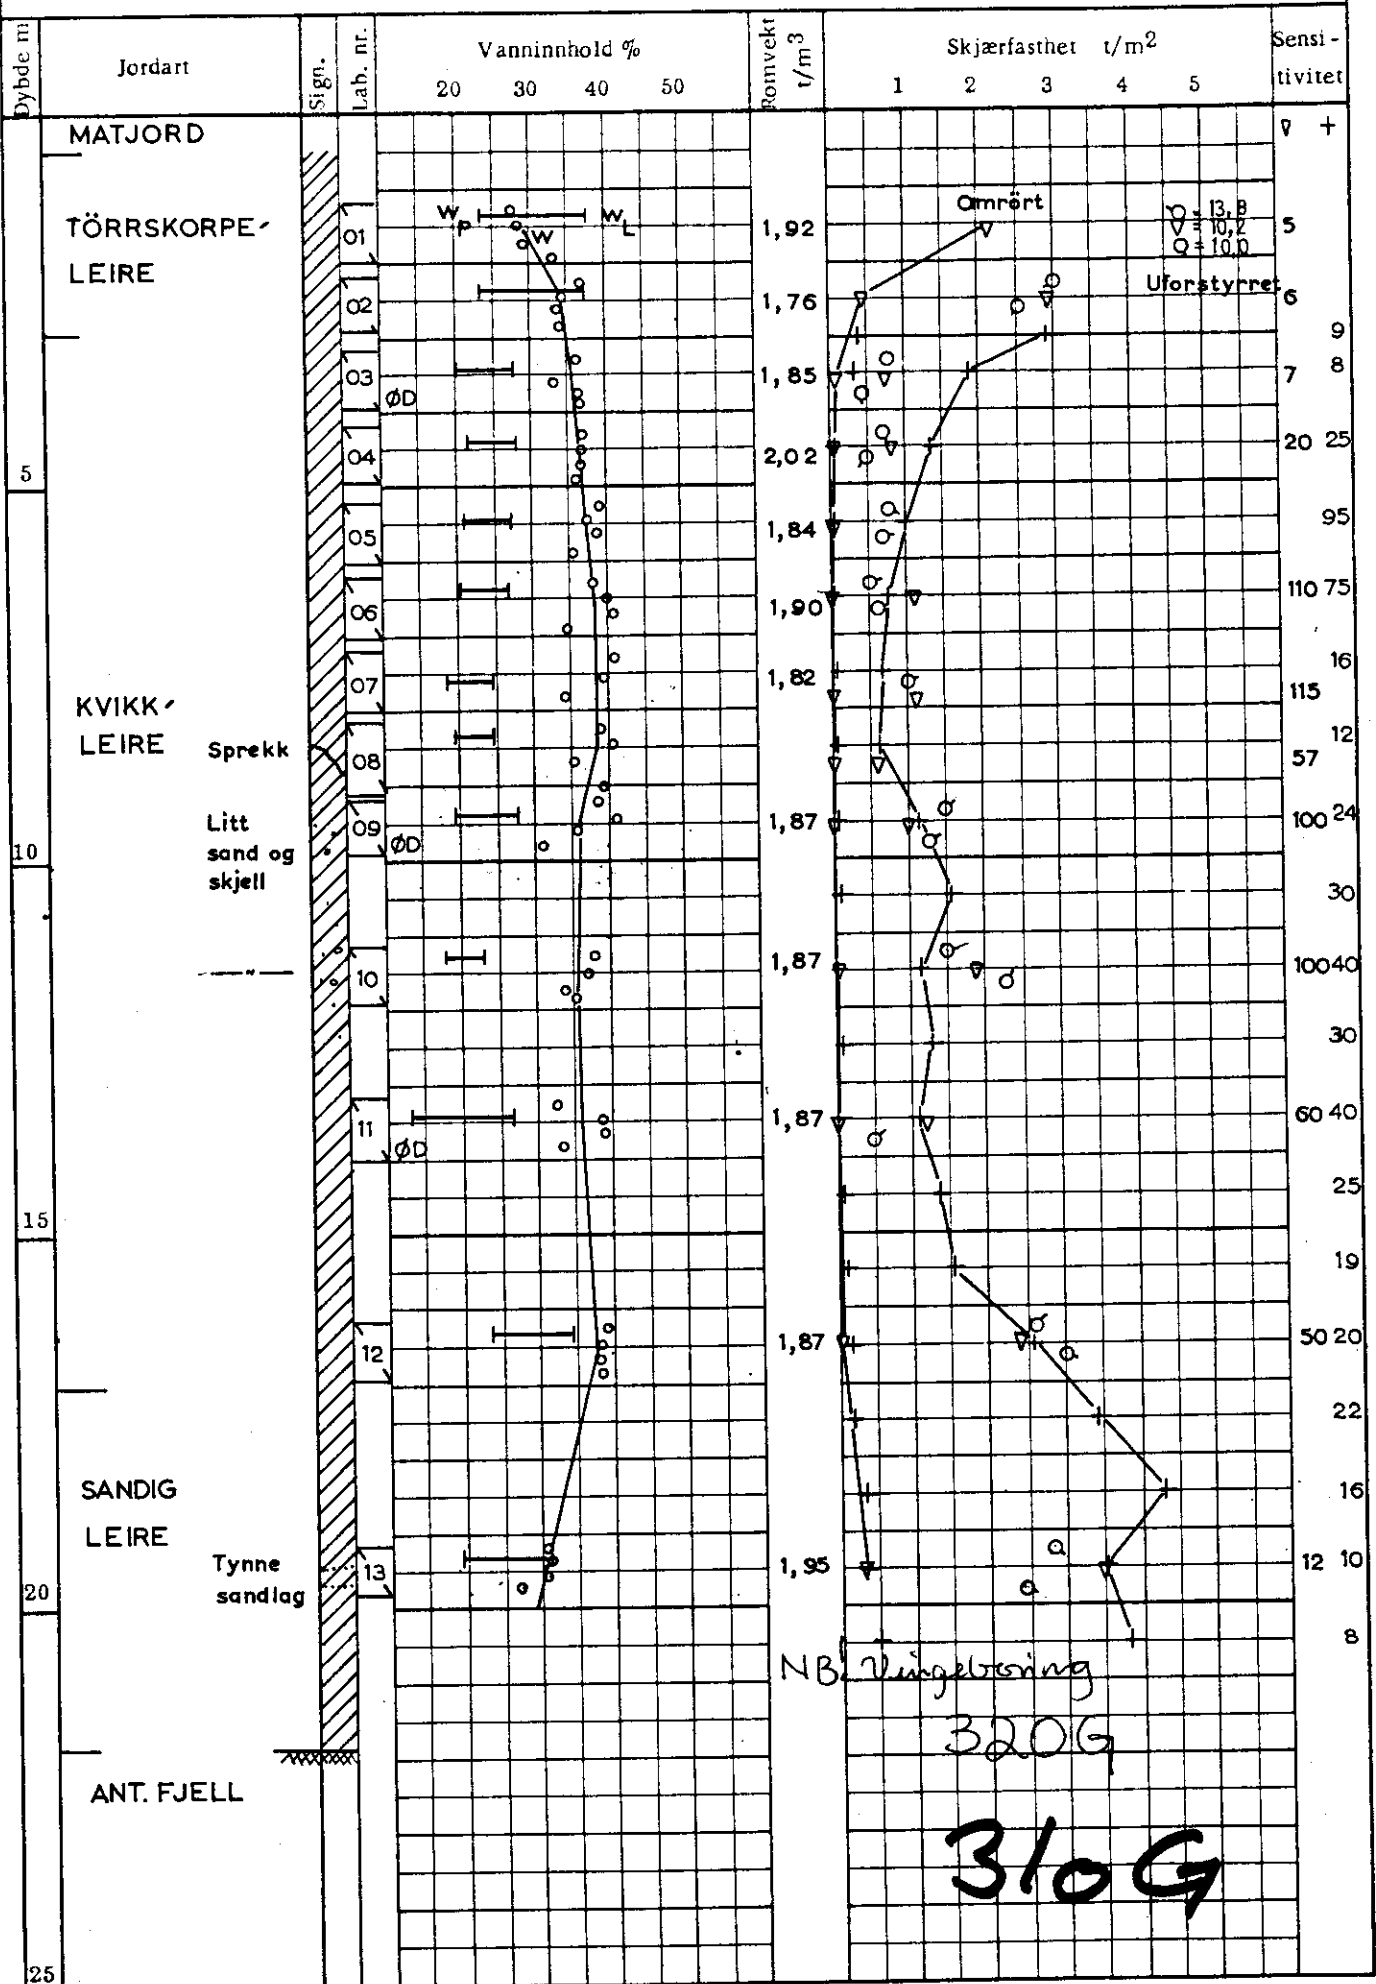 Dybde m
Jordart
Sign.
Lab. nr.
Vanninnhold %
20 30 40 50
Romvekt t/m3
Skjærfasthet t/m2
1 2 3 4 5
Sensi-
tivitet
∇ +
MATJORD
TÖRRSKORPE-
LEIRE
01
Wp W WL
1,92
Omrört
= 13,8
∇ = 10,2
= 10,0
5
02
1,76
Uforstyrret
6
9
03
ØD
1,85
7 8
04
2,02
20 25
5
05
1,84
95
06
1,90
110 75
07
1,82
16
115
KVIKK-
LEIRE
Sprekk
08
12
57
Litt
sand og
skjell
09
ØD
1,87
100 24
10
30
—"—
10
1,87
100 40
30
11
ØD
1,87
60 40
25
15
19
12
1,87
50 20
22
SANDIG
LEIRE
16
Tynne
sandlag
13
1,95
12 10
20
8
NB! Vingeboring
320G
ANT. FJELL
310G
25